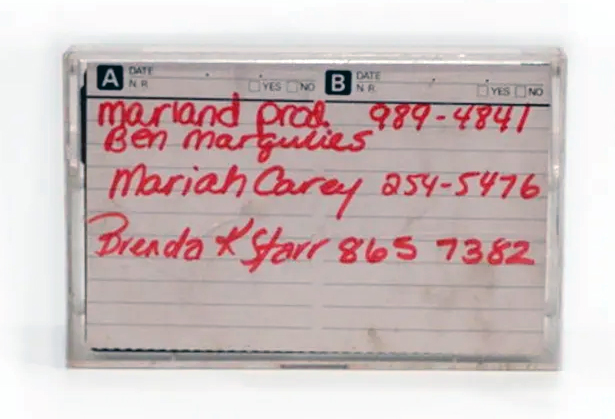 A DATE B DATE
N.R. YES NO N.R. YES NO
Marland Prod. 989-4841
Ben Margulies
Mariah Carey 254-5476
Brenda K Starr 865 7382